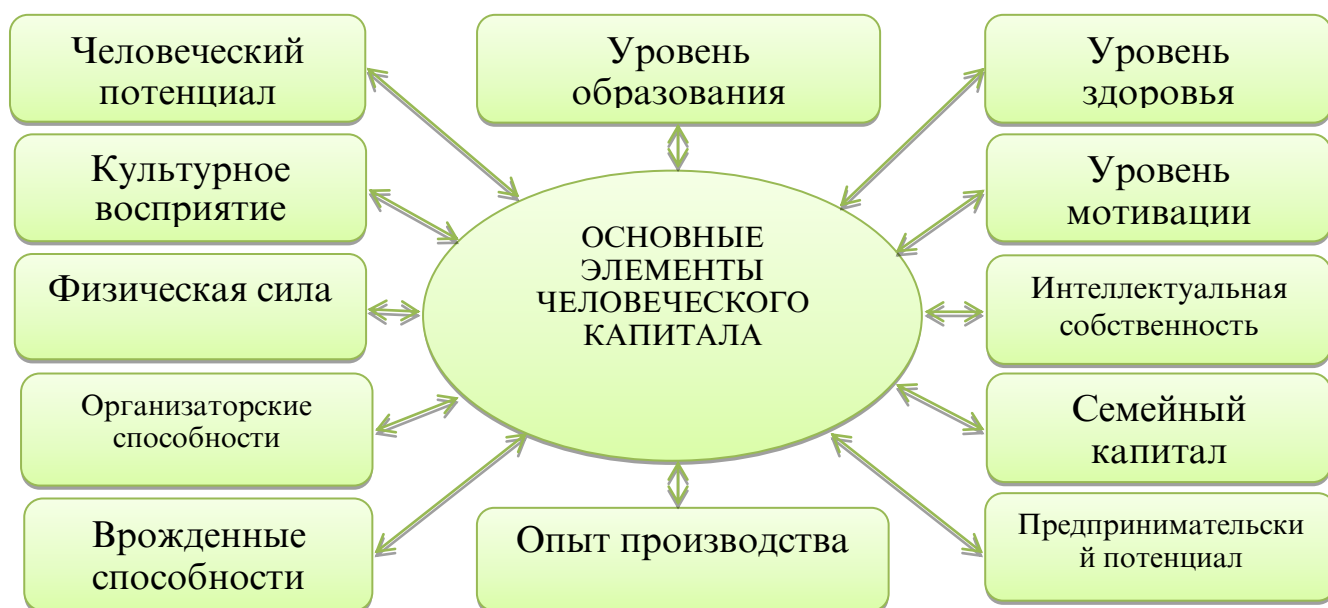 Человеческий
потенциал
Уровень
образования
Уровень
здоровья
Культурное
восприятие
Уровень
мотивации
ОСНОВНЫЕ
ЭЛЕМЕНТЫ
ЧЕЛОВЕЧЕСКОГО
КАПИТАЛА
Физическая сила
Интеллектуальная
собственность
Организаторские
способности
Семейный
капитал
Врожденные
способности
Опыт производства
Предпринимательски
й потенциал